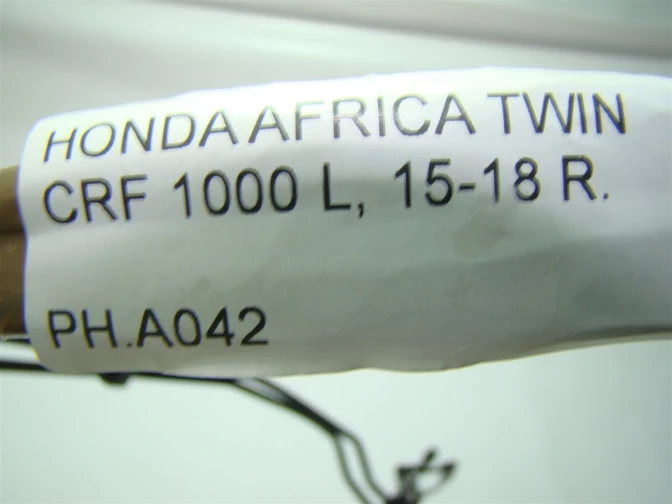 HONDA AFRICA TWIN
CRF 1000 L, 15-18 R.
PH.A042